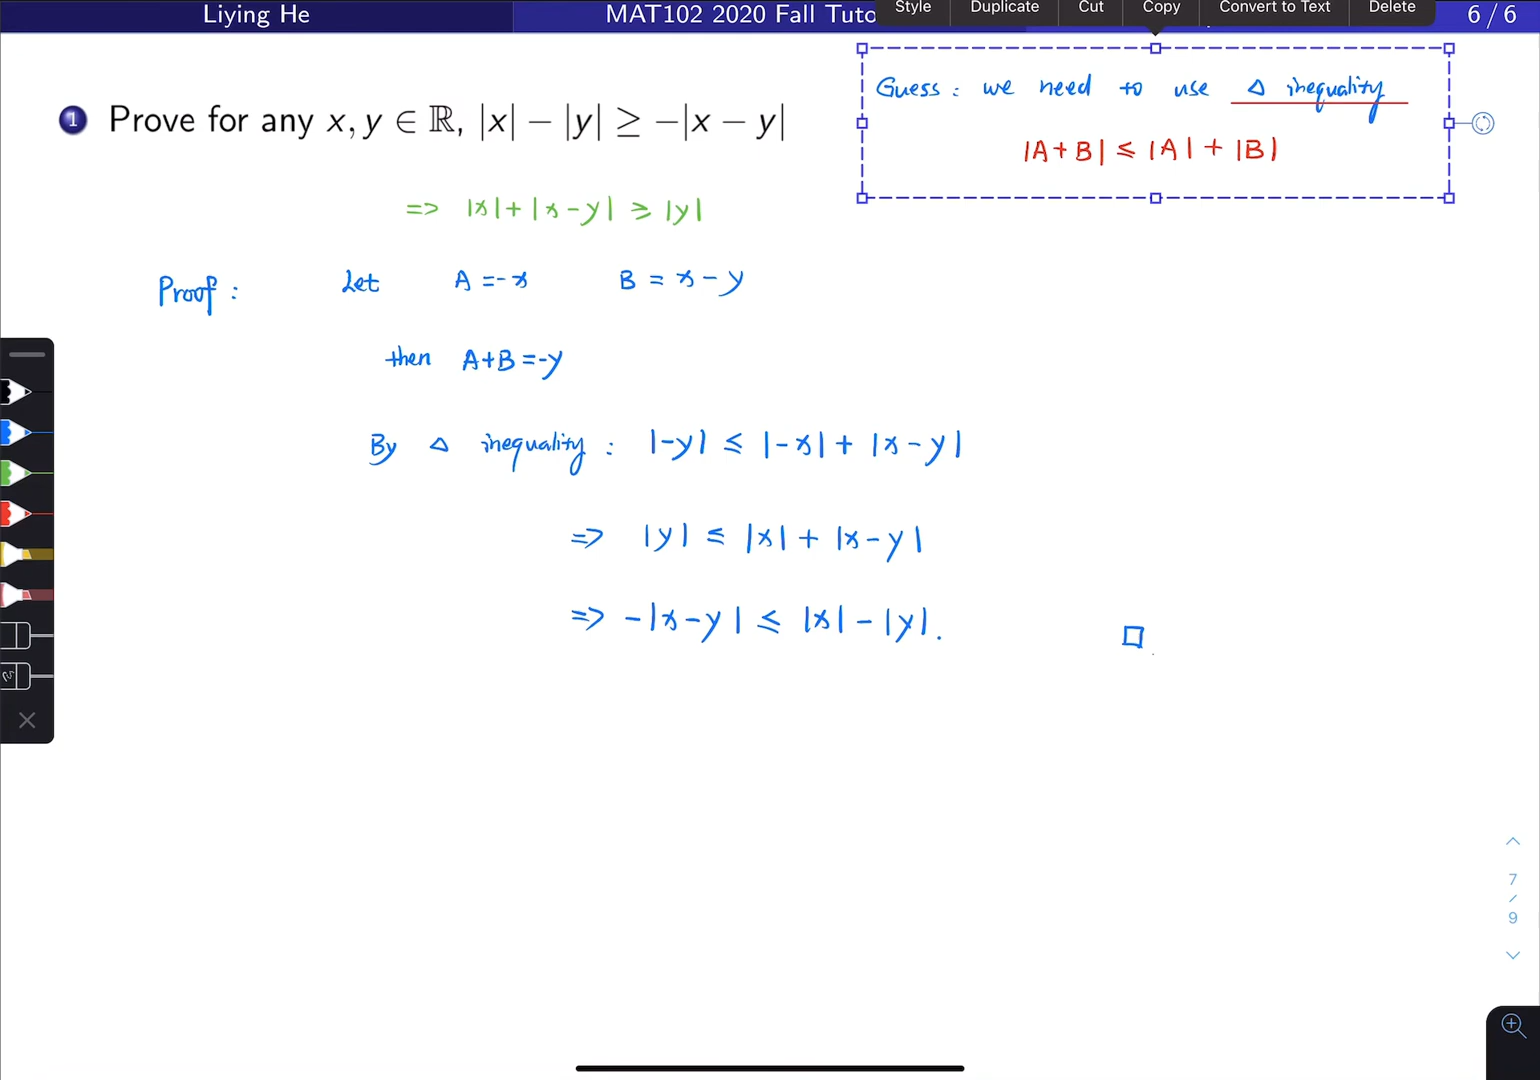 Liying He MAT102 2020 Fall Tuto 6 / 6
Style Duplicate Cut Copy Convert to Text Delete
Guess: we need to use Δ inequality
|A+B| ≤ |A| + |B|
1 Prove for any x, y ∈ ℝ, |x| − |y| ≥ −|x − y|
=> |x| + |x-y| ≥ |y|
Proof: Let A = -x B = x - y
then A+B = -y
By Δ inequality: |-y| ≤ |-x| + |x - y|
=> |y| ≤ |x| + |x - y|
=> -|x - y| ≤ |x| - |y|. □
7
/
9